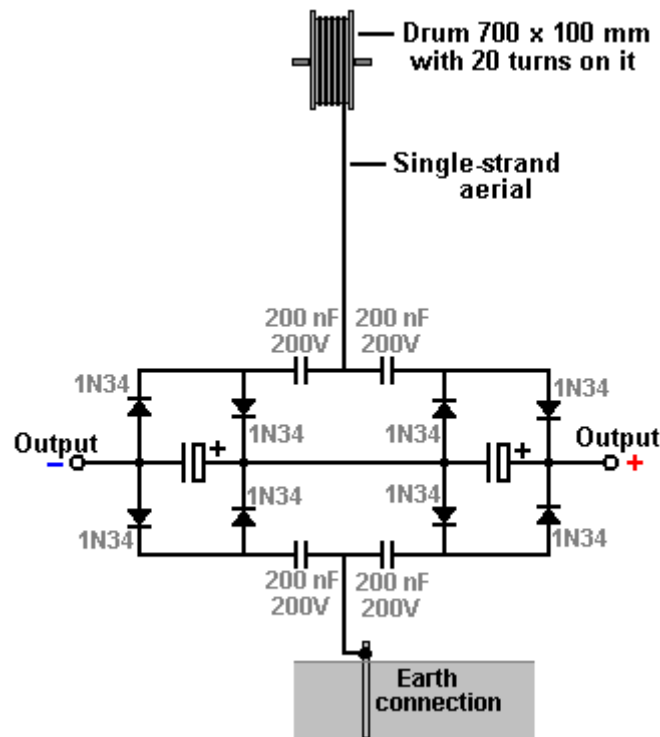 Drum 700 x 100 mm
with 20 turns on it
Single-strand
aerial
200 nF 200 nF
200V 200V
1N34 1N34
1N34 1N34
Output + + Output
− +
1N34 1N34
1N34 1N34
200 nF 200 nF
200V 200V
Earth
connection